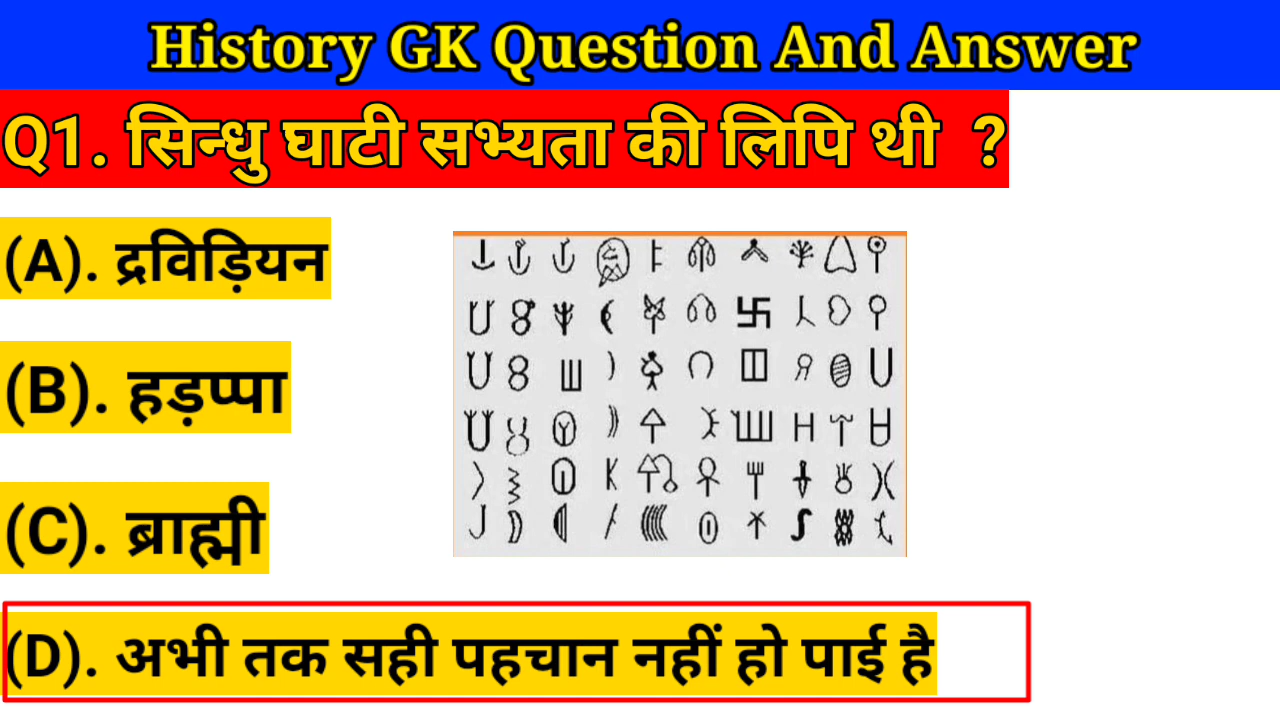 History GK Question And Answer
Q1. सिन्धु घाटी सभ्यता की लिपि थी ?
(A). द्रविड़ियन
(B). हड़प्पा
(C). ब्राह्मी
(D). अभी तक सही पहचान नहीं हो पाई है